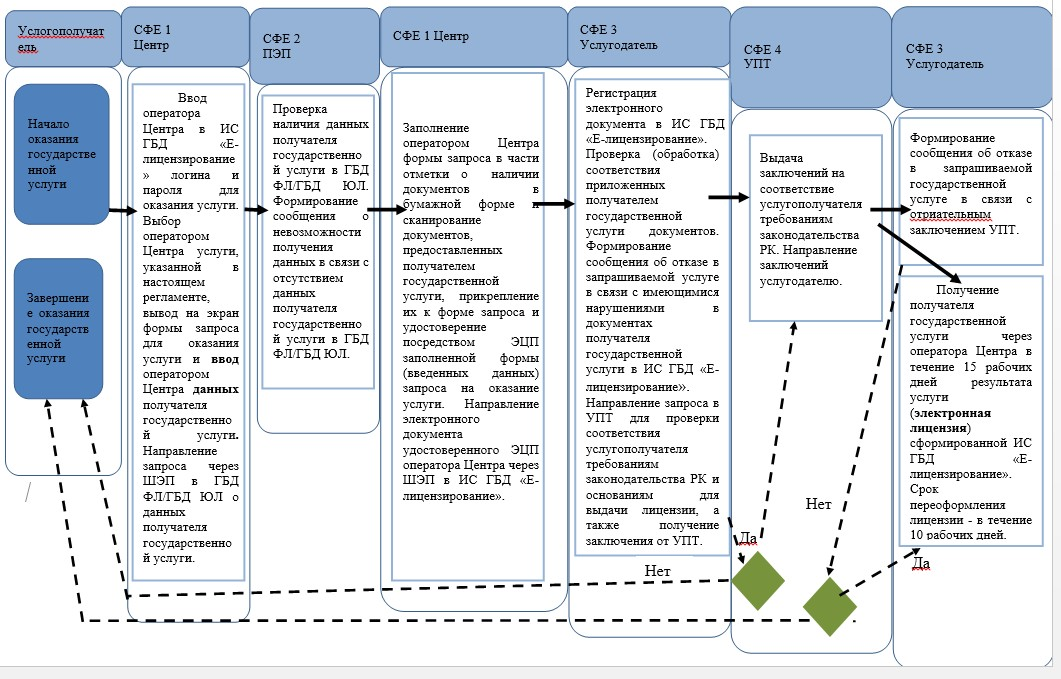 Услогополучат
ель
Начало
оказания
государстве
нной
услуги
Завершени
е оказания
государств
енной
услуги
СФЕ 1
Центр
Ввод
оператора
Центра в ИС
ГБД «Е-
лицензирование
» логина и
пароля для
оказания услуги.
Выбор
оператором
Центра услуги,
указанной в
настоящем
регламенте,
вывод на экран
формы запроса
для оказания
услуги и ввод
оператором
Центра данных
получателя
государственно
й услуги.
Направление
запроса через
ШЭП в ГБД
ФЛ/ГБД ЮЛ о
данных
получателя
государственно
й услуги.
СФЕ 2
ПЭП
Проверка
наличия данных
получателя
государственно
й услуги в ГБД
ФЛ/ГБД ЮЛ.
Формирование
сообщения о
невозможности
получения
данных в связи с
отсутствием
данных
получателя
государственно
й услуги в ГБД
ФЛ/ГБД ЮЛ.
СФЕ 1 Центр
Заполнение
оператором Центра
формы запроса в части
отметки о наличии
документов в
бумажной форме и
сканирование
документов,
предоставленных
получателем
государственной
услуги, прикрепление
их к форме запроса и
удостоверение
посредством ЭЦП
заполненной формы
(введенных данных)
запроса на оказание
услуги. Направление
электронного
документа
удостоверенного ЭЦП
оператора Центра через
ШЭП в ИС ГБД «Е-
лицензирование».
СФЕ 3
Услугодатель
Регистрация
электронного
документа в ИС ГБД
«Е-лицензирование».
Проверка (обработка)
соответствия
приложенных
получателем
государственной
услуги документов.
Формирование
сообщения об отказе в
запрашиваемой услуге
в связи с имеющимися
нарушениями в
документах
получателя
государственной
услуги в ИС ГБД «Е-
лицензирование».
Направление запроса в
УПТ для проверки
соответствия
услугополучателя
требованиям
законодательства РК и
основаниям для
выдачи лицензии, а
также получение
заключения от УПТ.
Нет
СФЕ 4
УПТ
Выдача
заключений на
соответствие
услугополучателя
требованиям
законодательства
РК. Направление
заключений
услугодателю.
Нет
Да
СФЕ 3
Услугодатель
Формирование
сообщения об отказе
в запрашиваемой
государственной
услуге в связи с
отриательным
заключением УПТ.
Получение
получателя
государственной
услуги через
оператора Центра в
течение 15 рабочих
дней результата
услуги
(электронная
лицензия)
сформированной ИС
ГБД «Е-
лицензирование».
Срок
переоформления
лицензии - в течение
10 рабочих дней.
Да